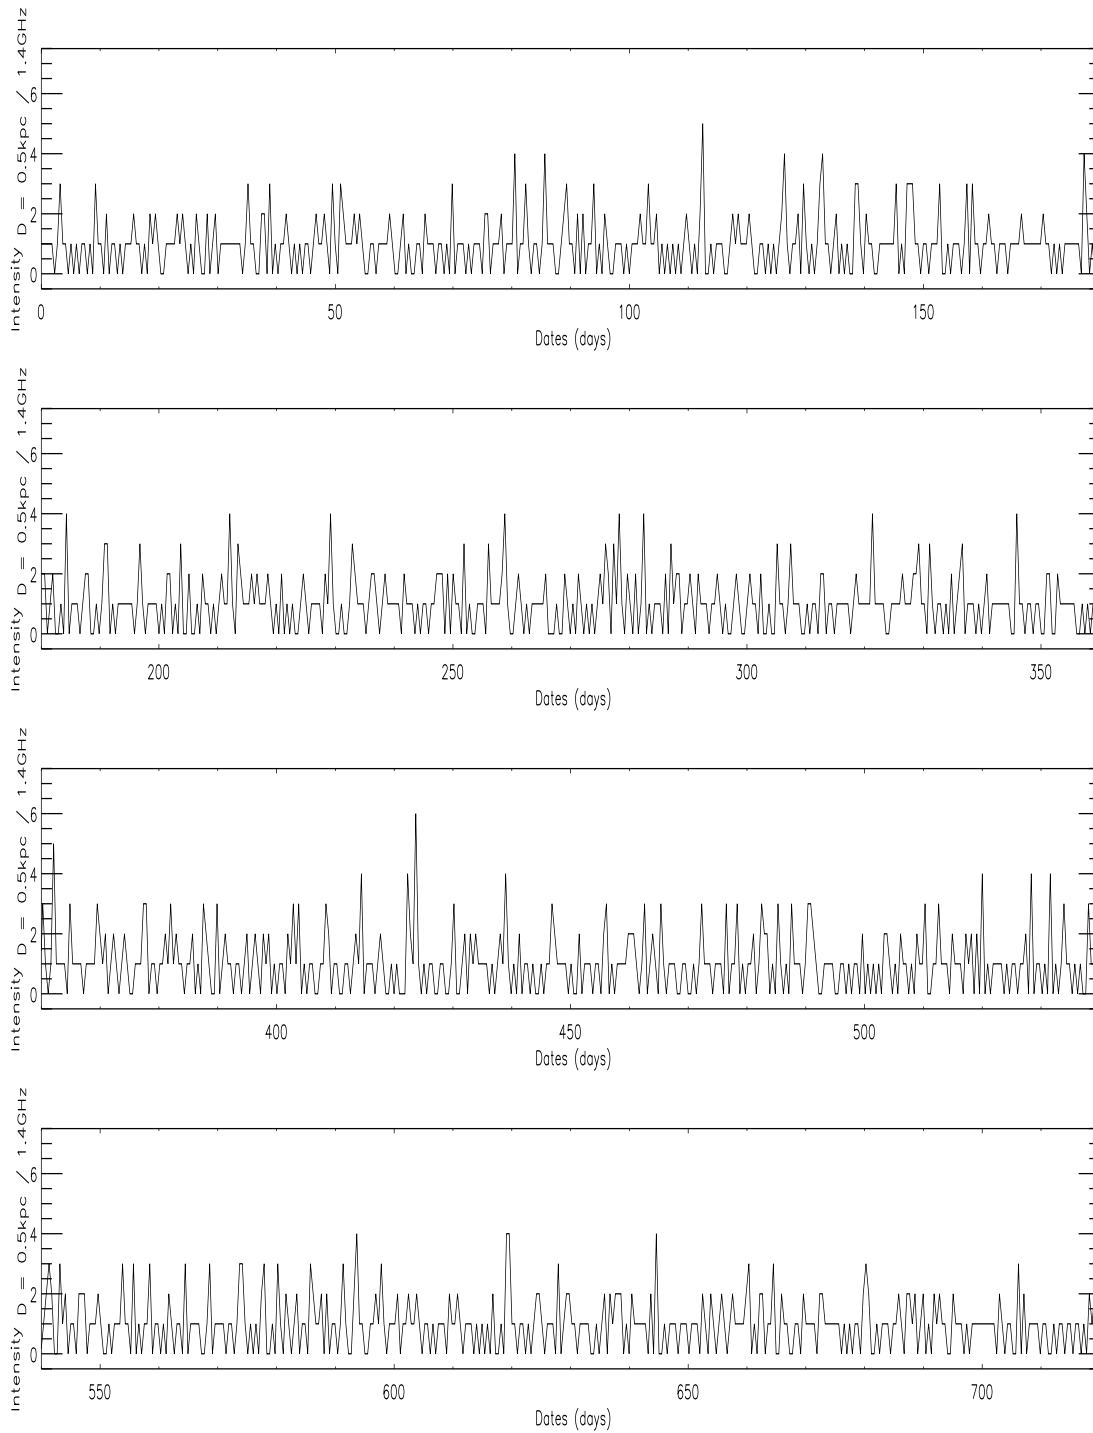 Intensity D = 0.5kpc / 1.4GHz
6
4
2
0
0 50 100 150
Dates (days)
Intensity D = 0.5kpc / 1.4GHz
6
4
2
0
200 250 300 350
Dates (days)
Intensity D = 0.5kpc / 1.4GHz
6
4
2
0
400 450 500
Dates (days)
Intensity D = 0.5kpc / 1.4GHz
6
4
2
0
550 600 650 700
Dates (days)